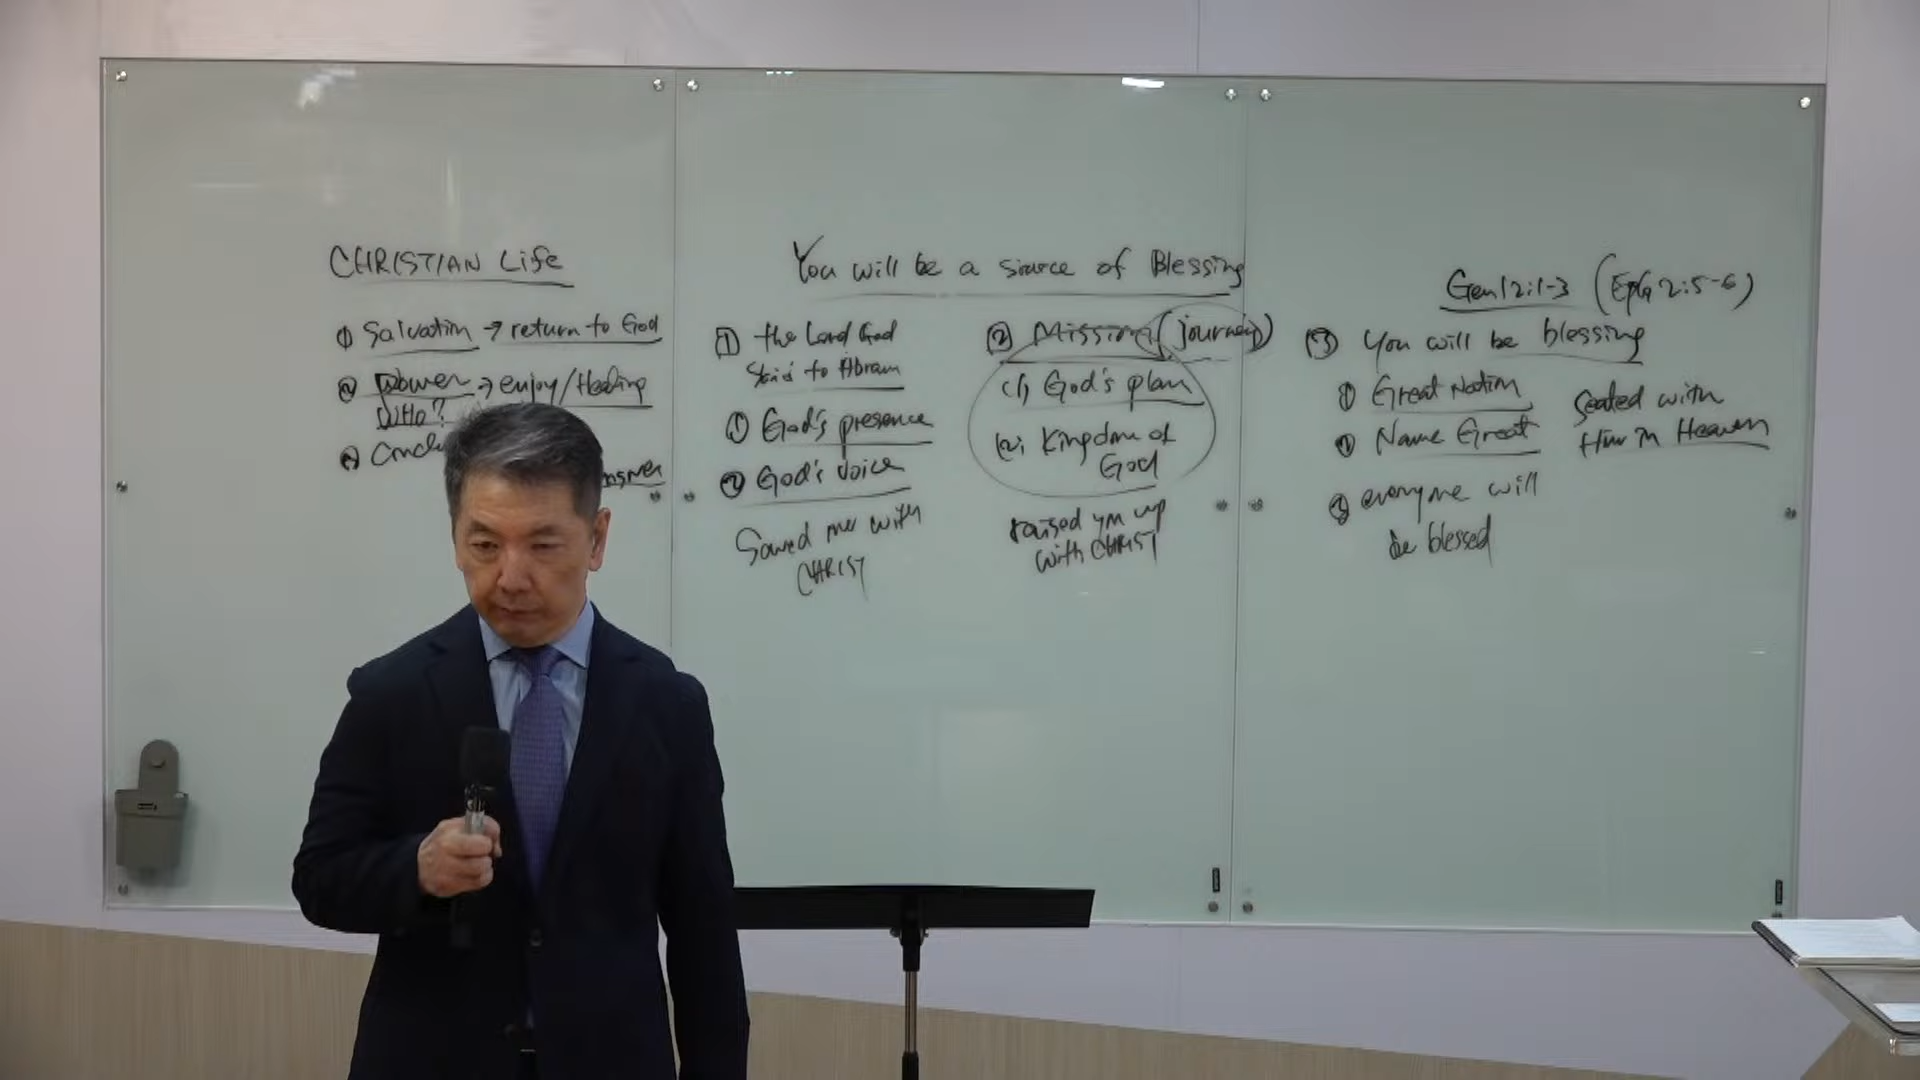 CHRISTIAN Life
① Salvation → return to God
② Power → enjoy/Healing
③
nswer
You will be a source of Blessing
1 the Lord God
Said to Abram
① God's presence
② God's voice
Saved me with
CHRIST
② Mission (journey)
(1) God's plan
(2) Kingdom of
God
raised you up
with CHRIST
Gen 12:1-3 (Eph 2:5-6)
③ You will be blessing
① Great Nation
② Name Great
③ everyone will
be blessed
Seated with
Him in Heaven